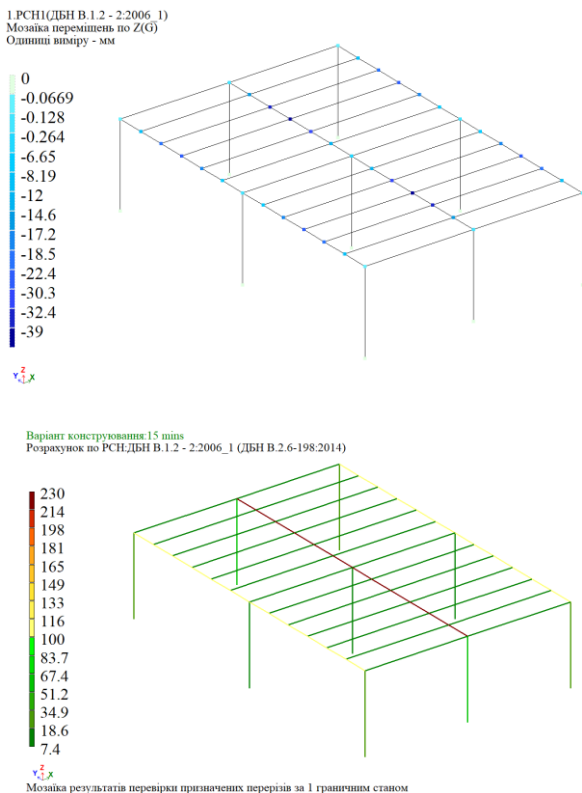 1.РСН1(ДБН В.1.2 - 2:2006_1)
Мозаїка переміщень по Z(G)
Одиниці виміру - мм
0
-0.0669
-0.128
-0.264
-6.65
-8.19
-12
-14.6
-17.2
-18.5
-22.4
-30.3
-32.4
-39
Z
Y X
Варіант конструювання:15 mins
Розрахунок по РСН:ДБН В.1.2 - 2:2006_1 (ДБН В.2.6-198:2014)
230
214
198
181
165
149
133
116
100
83.7
67.4
51.2
34.9
18.6
7.4
Z
Y X
Мозаїка результатів перевірки призначених перерізів за 1 граничним станом